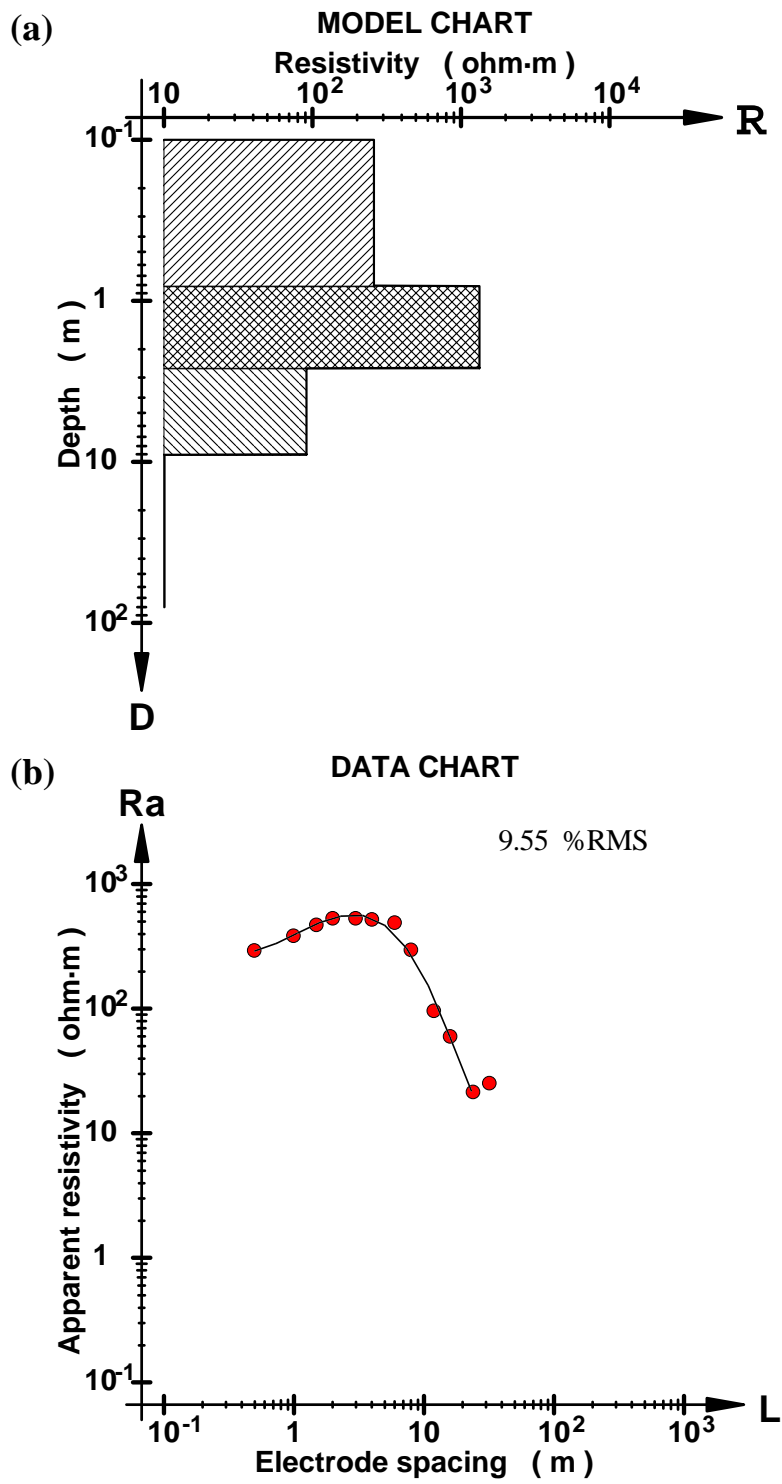 (a)
MODEL CHART
Resistivity ( ohm·m )
10 10² 10³ 10⁴
R
10⁻¹
1
10
10²
Depth ( m )
D
(b)
DATA CHART
Ra
9.55 %RMS
10³
10²
10
1
10⁻¹
Apparent resistivity ( ohm·m )
L
10⁻¹ 1 10 10² 10³
Electrode spacing ( m )